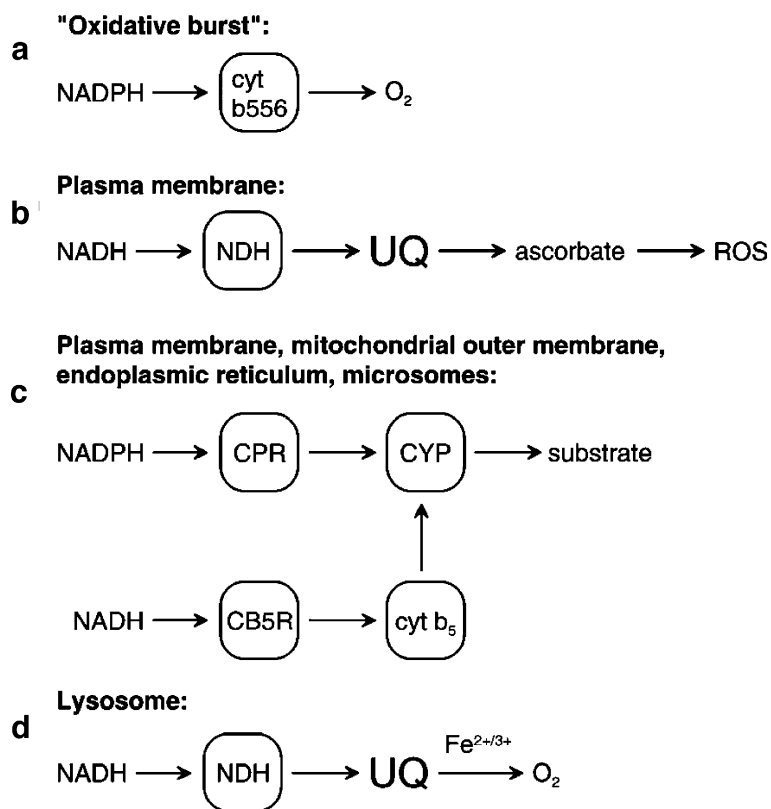 a
"Oxidative burst":
NADPH → cyt b556 → O₂
b
Plasma membrane:
NADH → NDH → UQ → ascorbate → ROS
Plasma membrane, mitochondrial outer membrane,
endoplasmic reticulum, microsomes:
c
NADPH → CPR → CYP → substrate
NADH → CB5R → cyt b₅
Lysosome:
d
Fe²⁺/³⁺
NADH → NDH → UQ → O₂